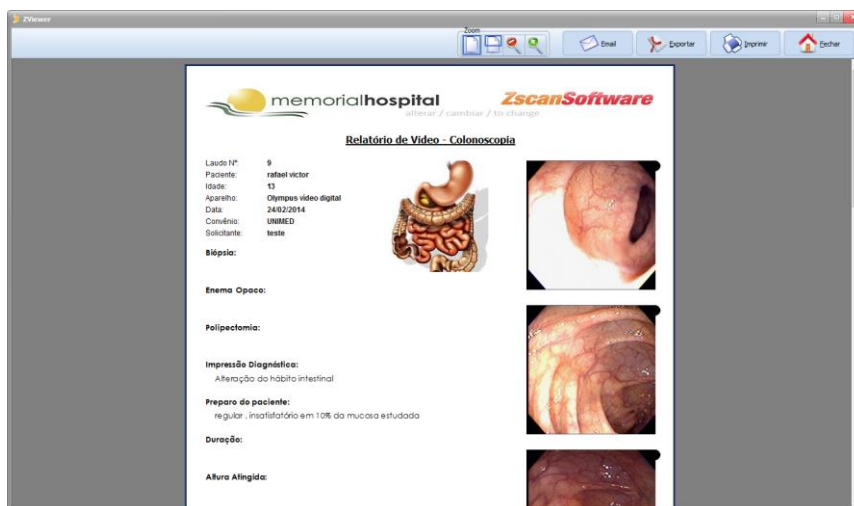 ZViewer
Zoom
Email
Exportar
Imprimir
Fechar
memorialhospital
ZscanSoftware
alterar / cambiar / to change
Relatório de Vídeo - Colonoscopia
Laudo Nº: 9
Paciente: rafael victor
Idade: 13
Aparelho: Olympus vídeo digital
Data: 24/02/2014
Convênio: UNIMED
Solicitante: teste
Biópsia:
Enema Opaco:
Polipectomia:
Impressão Diagnóstica:
Alteração do hábito intestinal
Preparo do paciente:
regular , insatisfatório em 10% da mucosa estudada
Duração:
Altura Atingida: